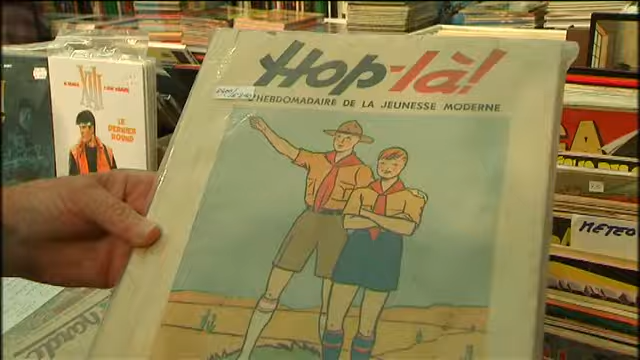 Hop-là!
L'HEBDOMADAIRE DE LA JEUNESSE MODERNE
XIII
LE
DERNIER
ROUND
METEO